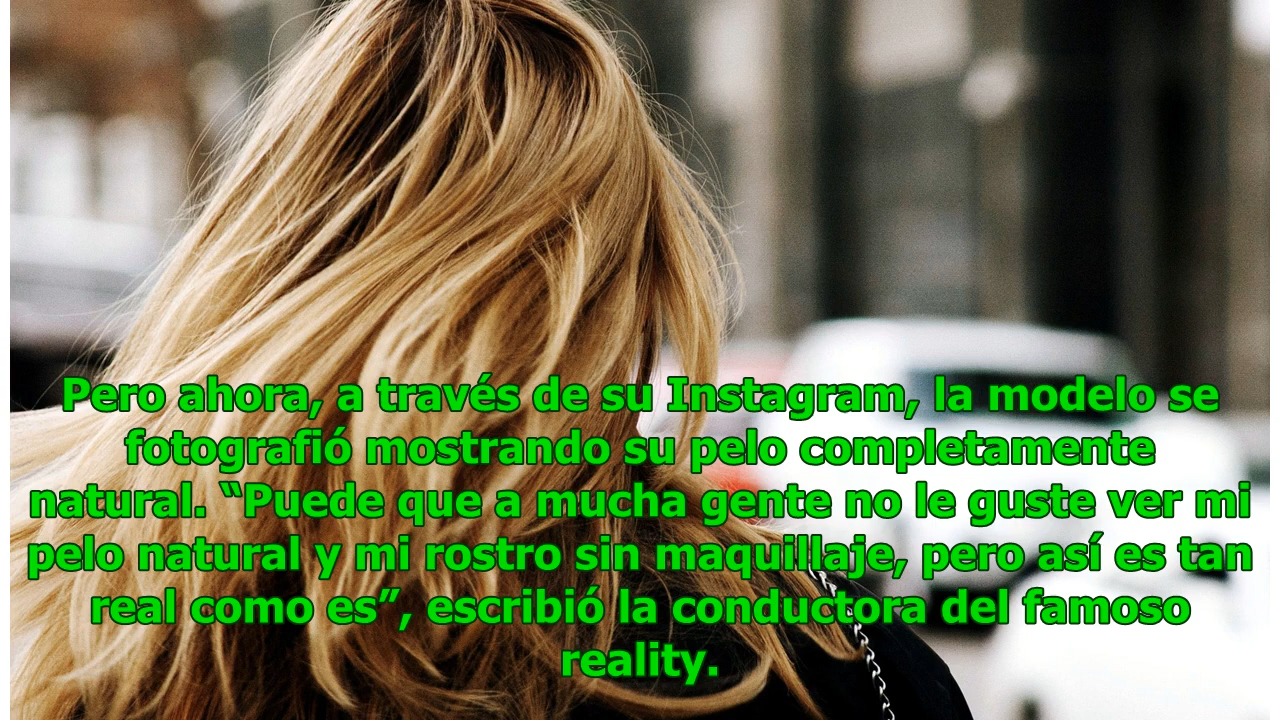 Pero ahora, a través de su Instagram, la modelo se
fotografió mostrando su pelo completamente
natural. “Puede que a mucha gente no le guste ver mi
pelo natural y mi rostro sin maquillaje, pero así es tan
real como es”, escribió la conductora del famoso
reality.